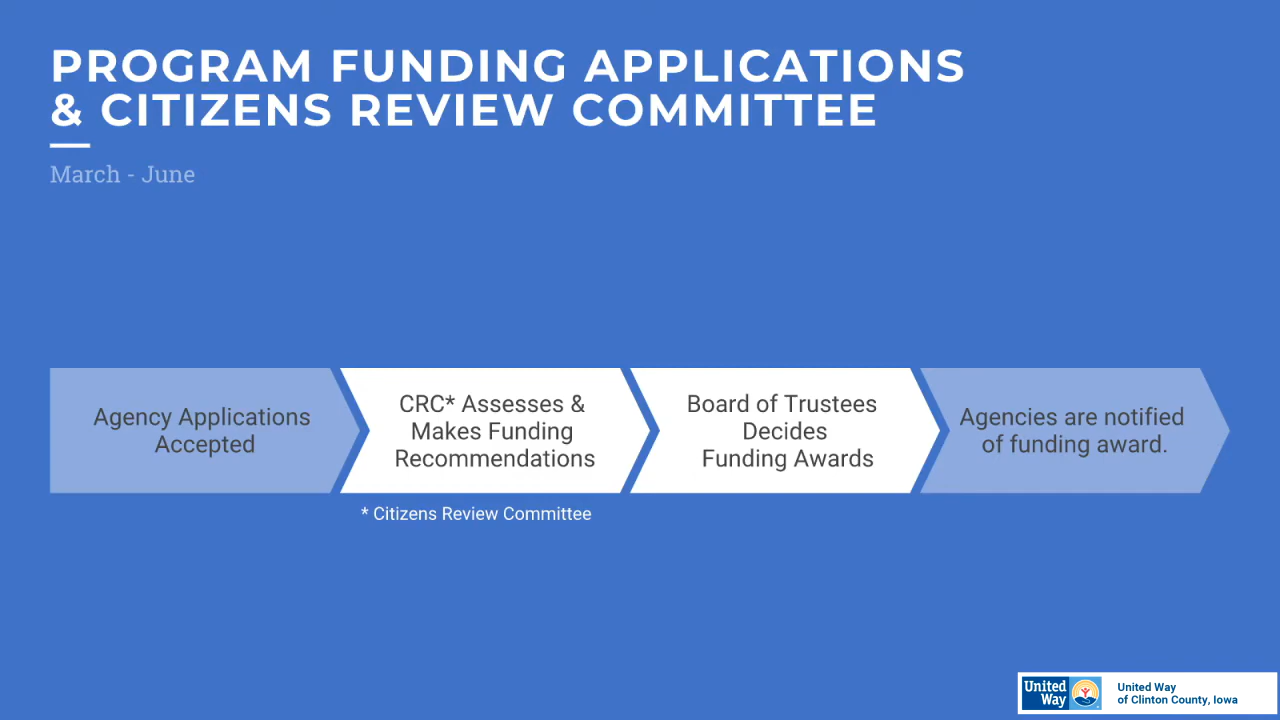 PROGRAM FUNDING APPLICATIONS
& CITIZENS REVIEW COMMITTEE
March - June
Agency Applications
Accepted
CRC* Assesses &
Makes Funding
Recommendations
Board of Trustees
Decides
Funding Awards
Agencies are notified
of funding award.
* Citizens Review Committee
United
Way
United Way
of Clinton County, Iowa